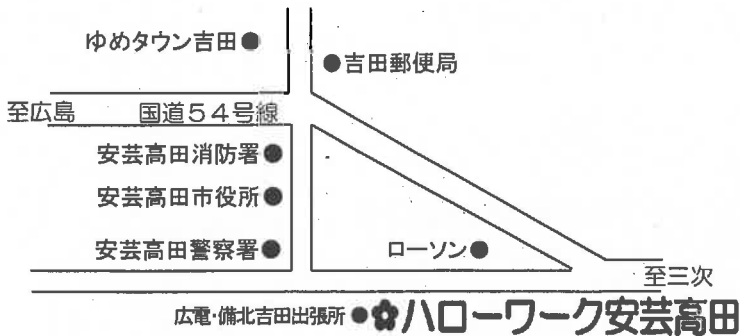 ゆめタウン吉田●
●吉田郵便局
至広島 国道54号線
安芸高田消防署●
安芸高田市役所●
安芸高田警察署●
ローソン●
至三次
広電・備北吉田出張所●ハローワーク安芸高田